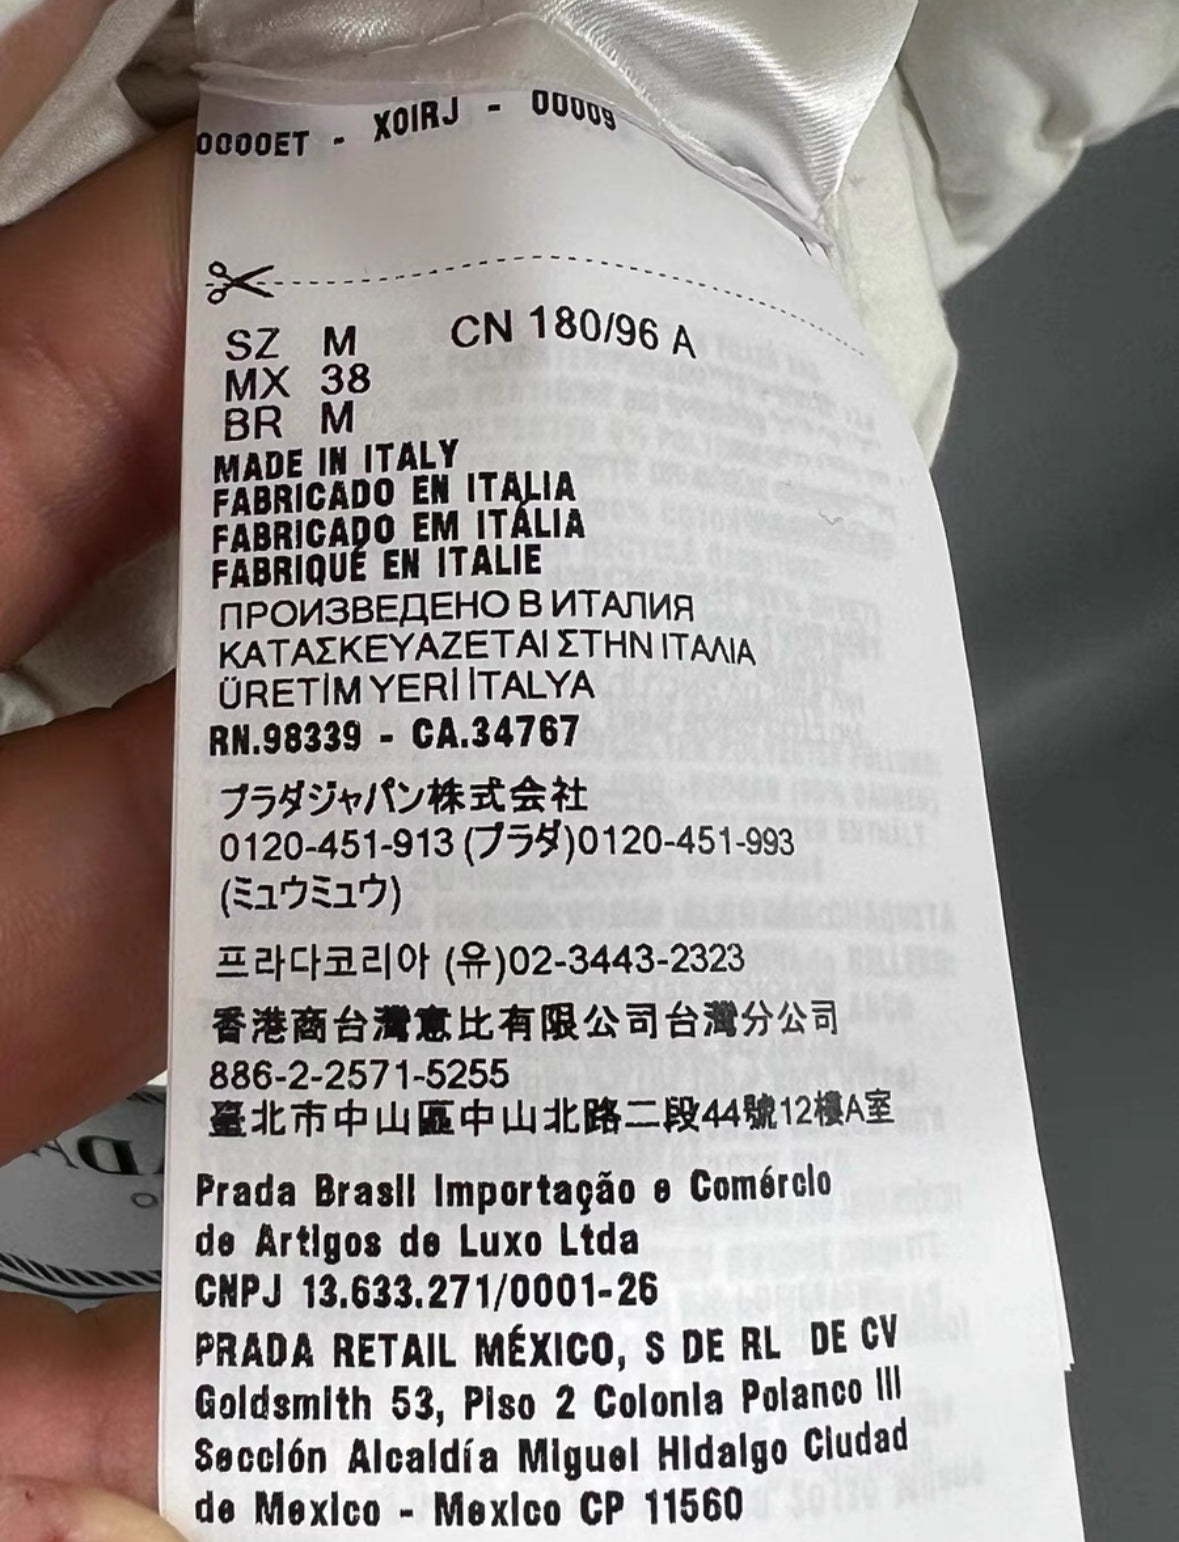 0000ET - X0IRJ - 00009
SZ M CN 180/96 A
MX 38
BR M
MADE IN ITALY
FABRICADO EN ITALIA
FABRICADO EM ITÁLIA
FABRIQUÉ EN ITALIE
ПРОИЗВЕДЕНО В ИТАПИЯ
ΚΑΤΑΣΚΕΥΑΖΕΤΑΙ ΣΤΗΝ ΙΤΑΛΙΑ
ÜRETİM YERİ İTALYA
RN.98339 - CA.34767
プラダジャパン株式会社
0120-451-913 (プラダ)0120-451-993
(ミュウミュウ)
프라다코리아 (유)02-3443-2323
香港商台灣意比有限公司台灣分公司
886-2-2571-5255
臺北市中山區中山北路二段44號12樓A室
Prada Brasil Importação e Comércio
de Artigos de Luxo Ltda
CNPJ 13.633.271/0001-26
PRADA RETAIL MÉXICO, S DE RL DE CV
Goldsmith 53, Piso 2 Colonia Polanco III
Sección Alcaldía Miguel Hidalgo Ciudad
de Mexico - Mexico CP 11560